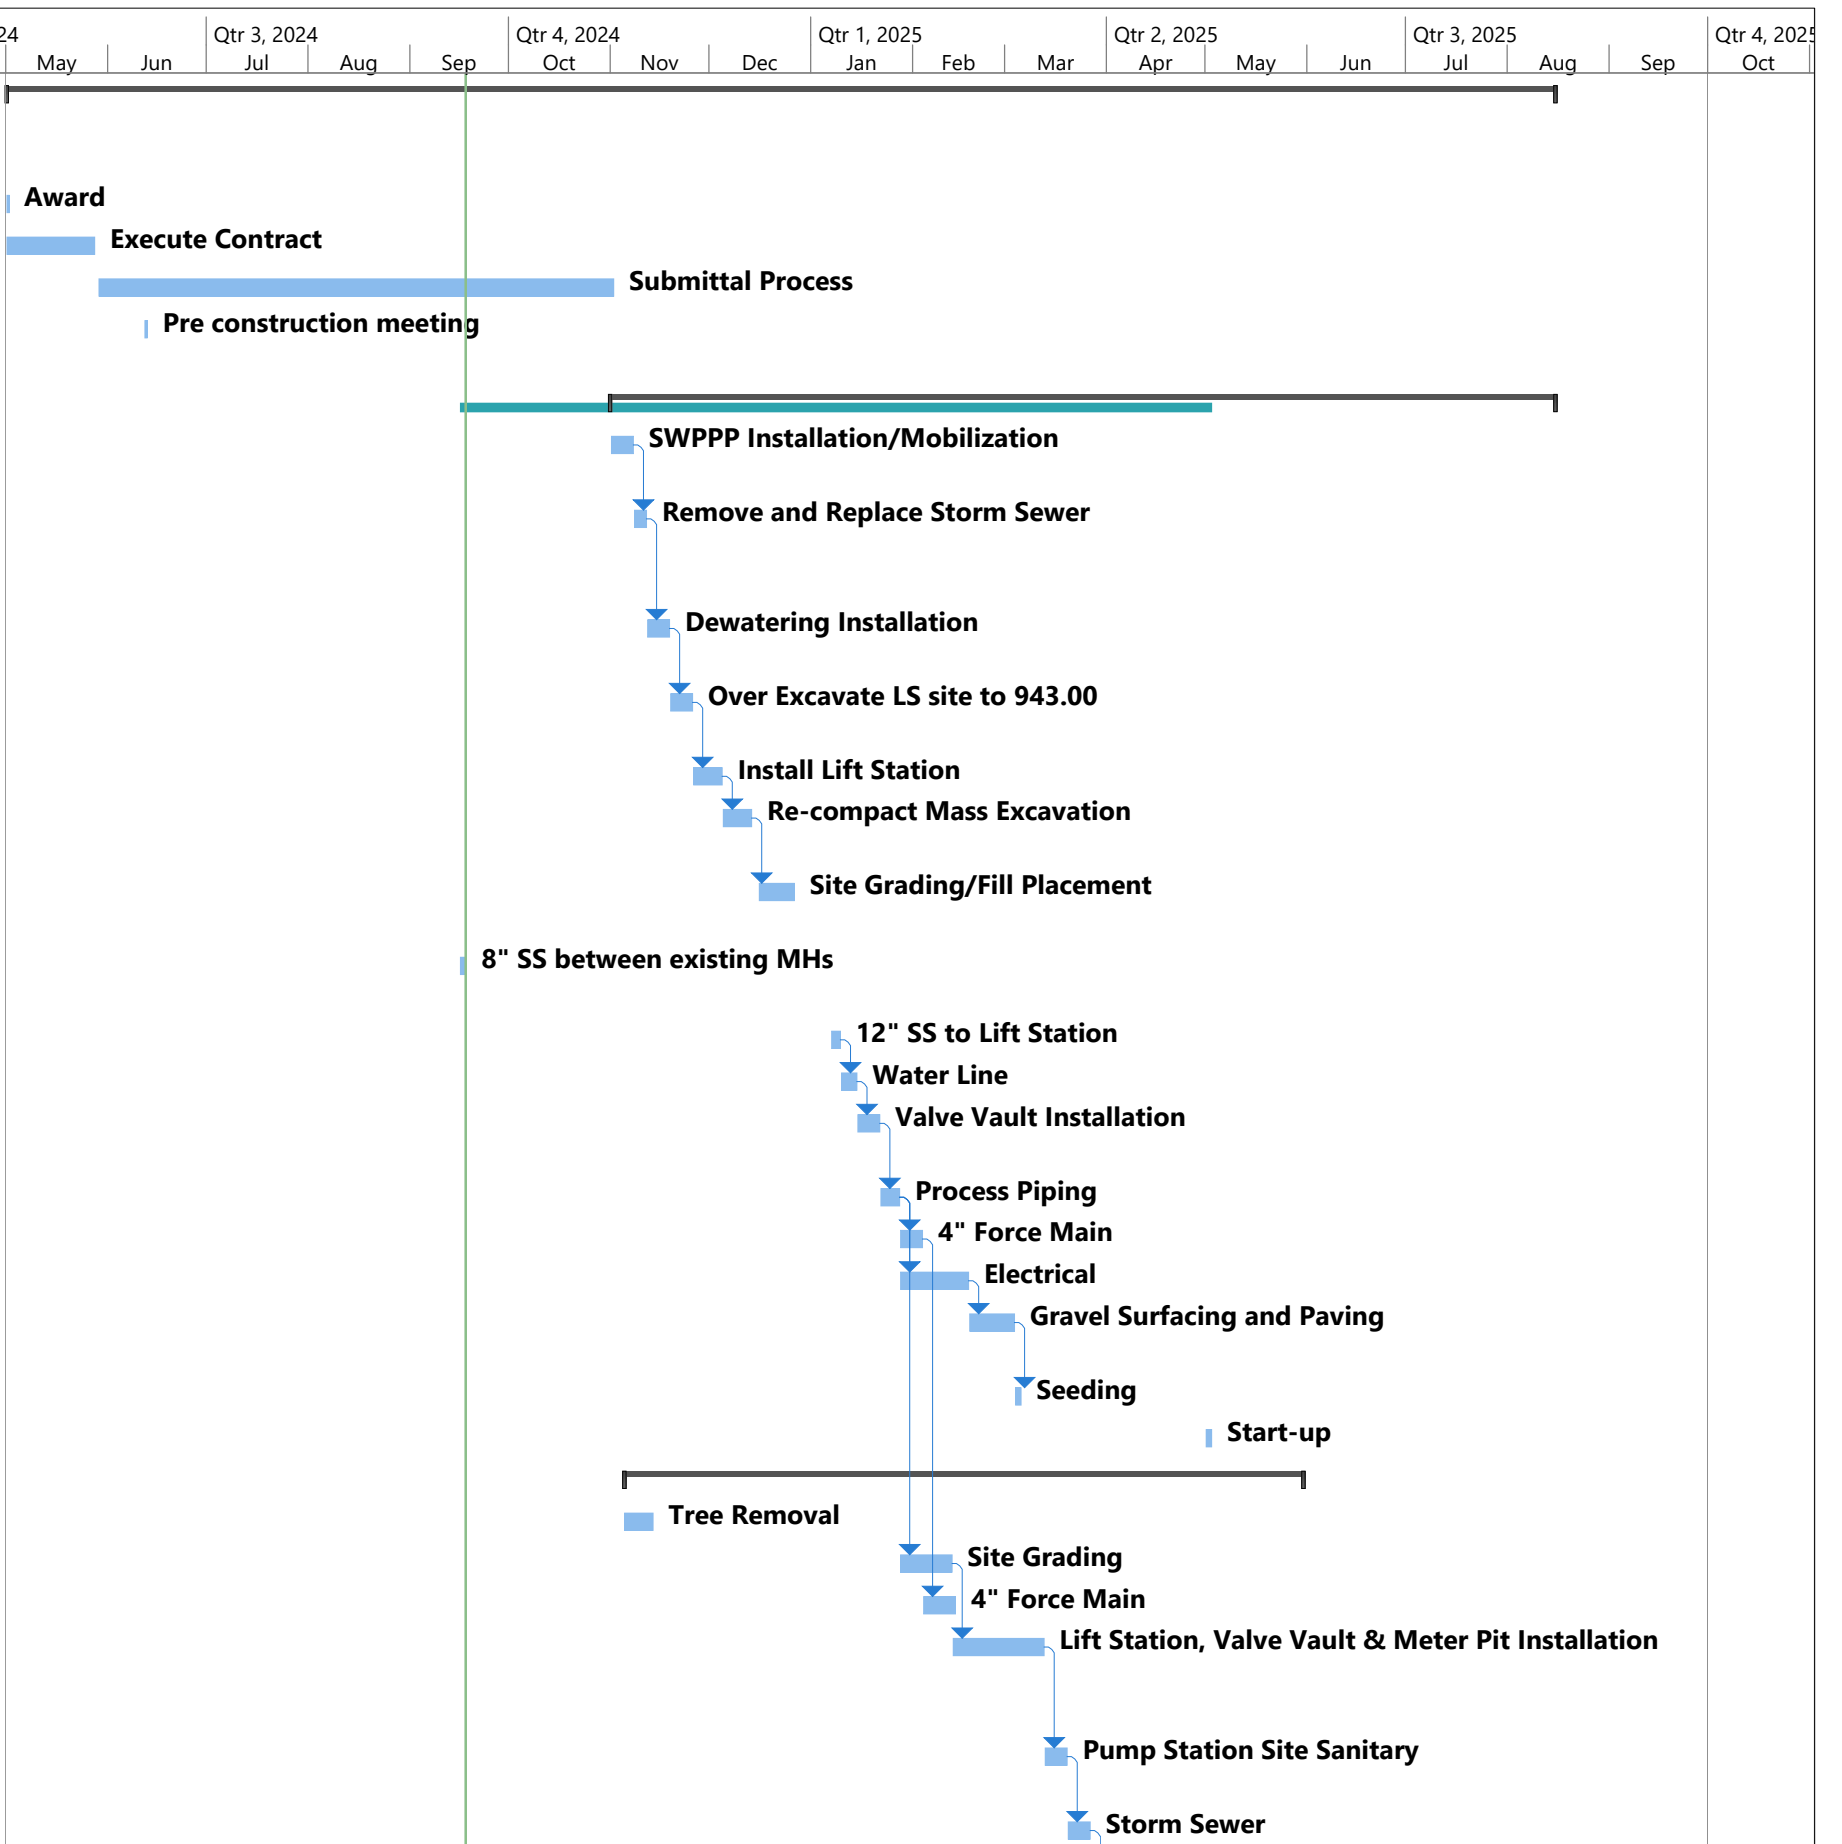 24 Qtr 3, 2024 Qtr 4, 2024 Qtr 1, 2025 Qtr 2, 2025 Qtr 3, 2025 Qtr 4, 2025
May Jun Jul Aug Sep Oct Nov Dec Jan Feb Mar Apr May Jun Jul Aug Sep Oct
Award
Execute Contract
Submittal Process
Pre construction meeting
SWPPP Installation/Mobilization
Remove and Replace Storm Sewer
Dewatering Installation
Over Excavate LS site to 943.00
Install Lift Station
Re-compact Mass Excavation
Site Grading/Fill Placement
8" SS between existing MHs
12" SS to Lift Station
Water Line
Valve Vault Installation
Process Piping
4" Force Main
Electrical
Gravel Surfacing and Paving
Seeding
Start-up
Tree Removal
Site Grading
4" Force Main
Lift Station, Valve Vault & Meter Pit Installation
Pump Station Site Sanitary
Storm Sewer